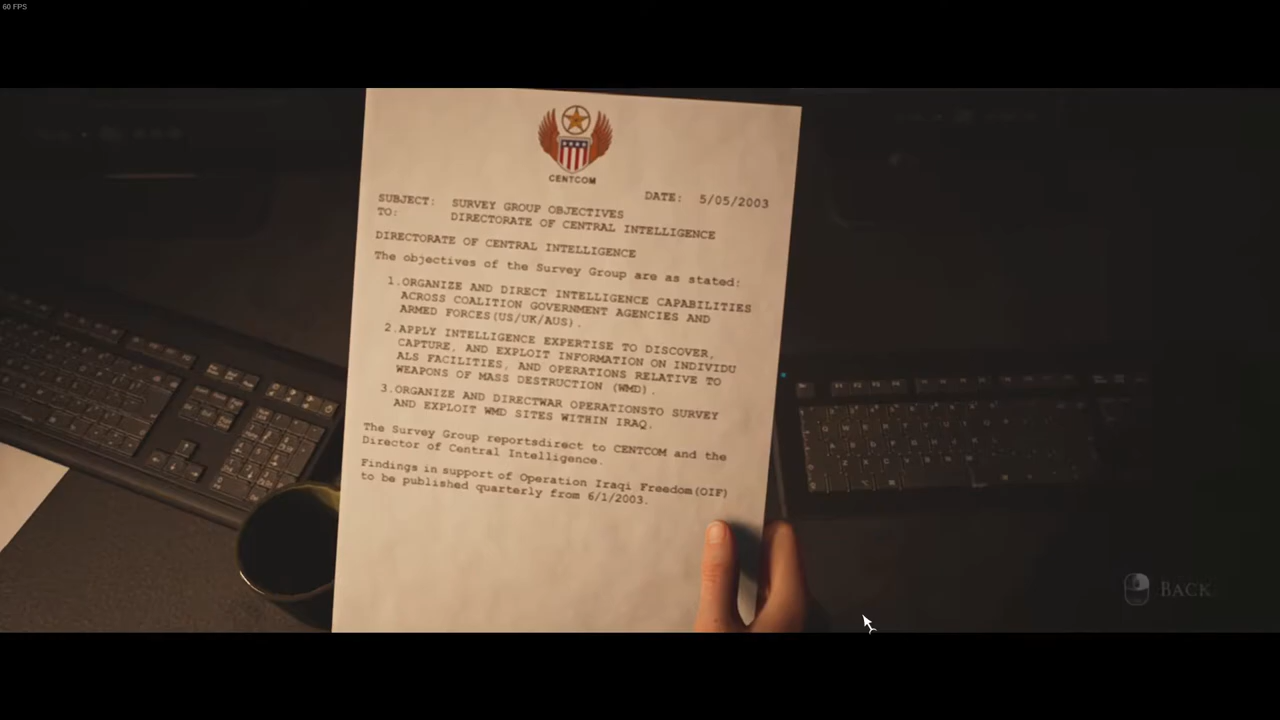 60 FPS
CENTCOM
DATE: 5/05/2003
SUBJECT: SURVEY GROUP OBJECTIVES
TO: DIRECTORATE OF CENTRAL INTELLIGENCE
DIRECTORATE OF CENTRAL INTELLIGENCE
The objectives of the Survey Group are as stated:
1.ORGANIZE AND DIRECT INTELLIGENCE CAPABILITIES
ACROSS COALITION GOVERNMENT AGENCIES AND
ARMED FORCES(US/UK/AUS).
2.APPLY INTELLIGENCE EXPERTISE TO DISCOVER,
CAPTURE, AND EXPLOIT INFORMATION ON INDIVIDU
ALS FACILITIES, AND OPERATIONS RELATIVE TO
WEAPONS OF MASS DESTRUCTION (WMD).
3.ORGANIZE AND DIRECTWAR OPERATIONSTO SURVEY
AND EXPLOIT WMD SITES WITHIN IRAQ.
The Survey Group reportsdirect to CENTCOM and the
Director of Central Intelligence.
Findings in support of Operation Iraqi Freedom(OIF)
to be published quarterly from 6/1/2003.
BACK